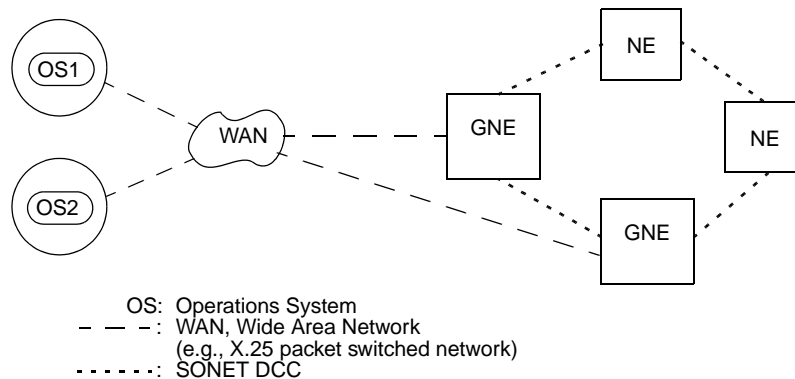 OS1
OS2
WAN
GNE
NE
NE
GNE
OS: Operations System
: WAN, Wide Area Network
(e.g., X.25 packet switched network)
: SONET DCC